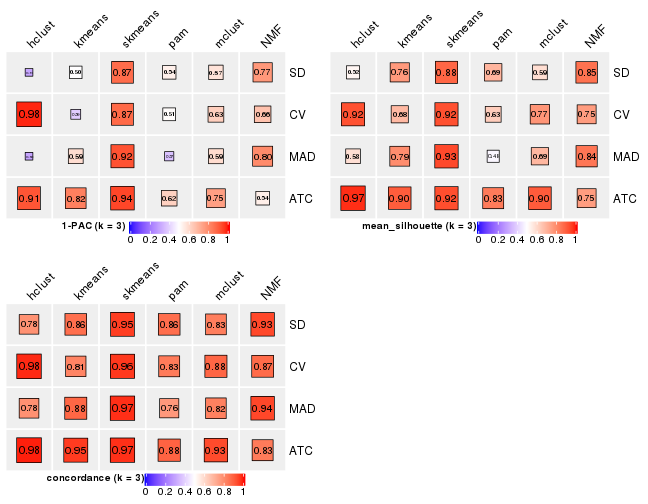 hclust kmeans skmeans pam mclust NMF
0.50 0.87 0.54 0.57 0.77 SD
0.98 0.87 0.51 0.63 0.66 CV
0.59 0.92 0.59 0.80 MAD
0.91 0.82 0.94 0.62 0.75 0.54 ATC
1-PAC (k = 3)
0 0.2 0.4 0.6 0.8 1
hclust kmeans skmeans pam mclust NMF
0.52 0.76 0.88 0.69 0.59 0.85 SD
0.92 0.68 0.92 0.63 0.77 0.75 CV
0.58 0.79 0.93 0.69 0.84 MAD
0.97 0.90 0.92 0.83 0.90 0.75 ATC
mean_silhouette (k = 3)
0 0.2 0.4 0.6 0.8 1
hclust kmeans skmeans pam mclust NMF
0.78 0.86 0.95 0.86 0.83 0.93 SD
0.98 0.81 0.96 0.83 0.88 0.87 CV
0.78 0.88 0.97 0.76 0.82 0.94 MAD
0.98 0.95 0.97 0.88 0.93 0.83 ATC
concordance (k = 3)
0 0.2 0.4 0.6 0.8 1